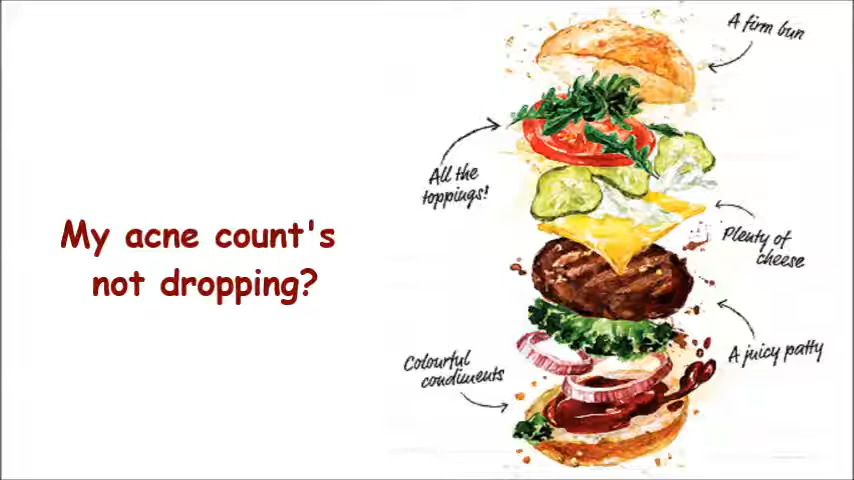 My acne count's
not dropping?
A firm bun
All the
toppings!
Plenty of
cheese
A juicy patty
Colourful
condiments